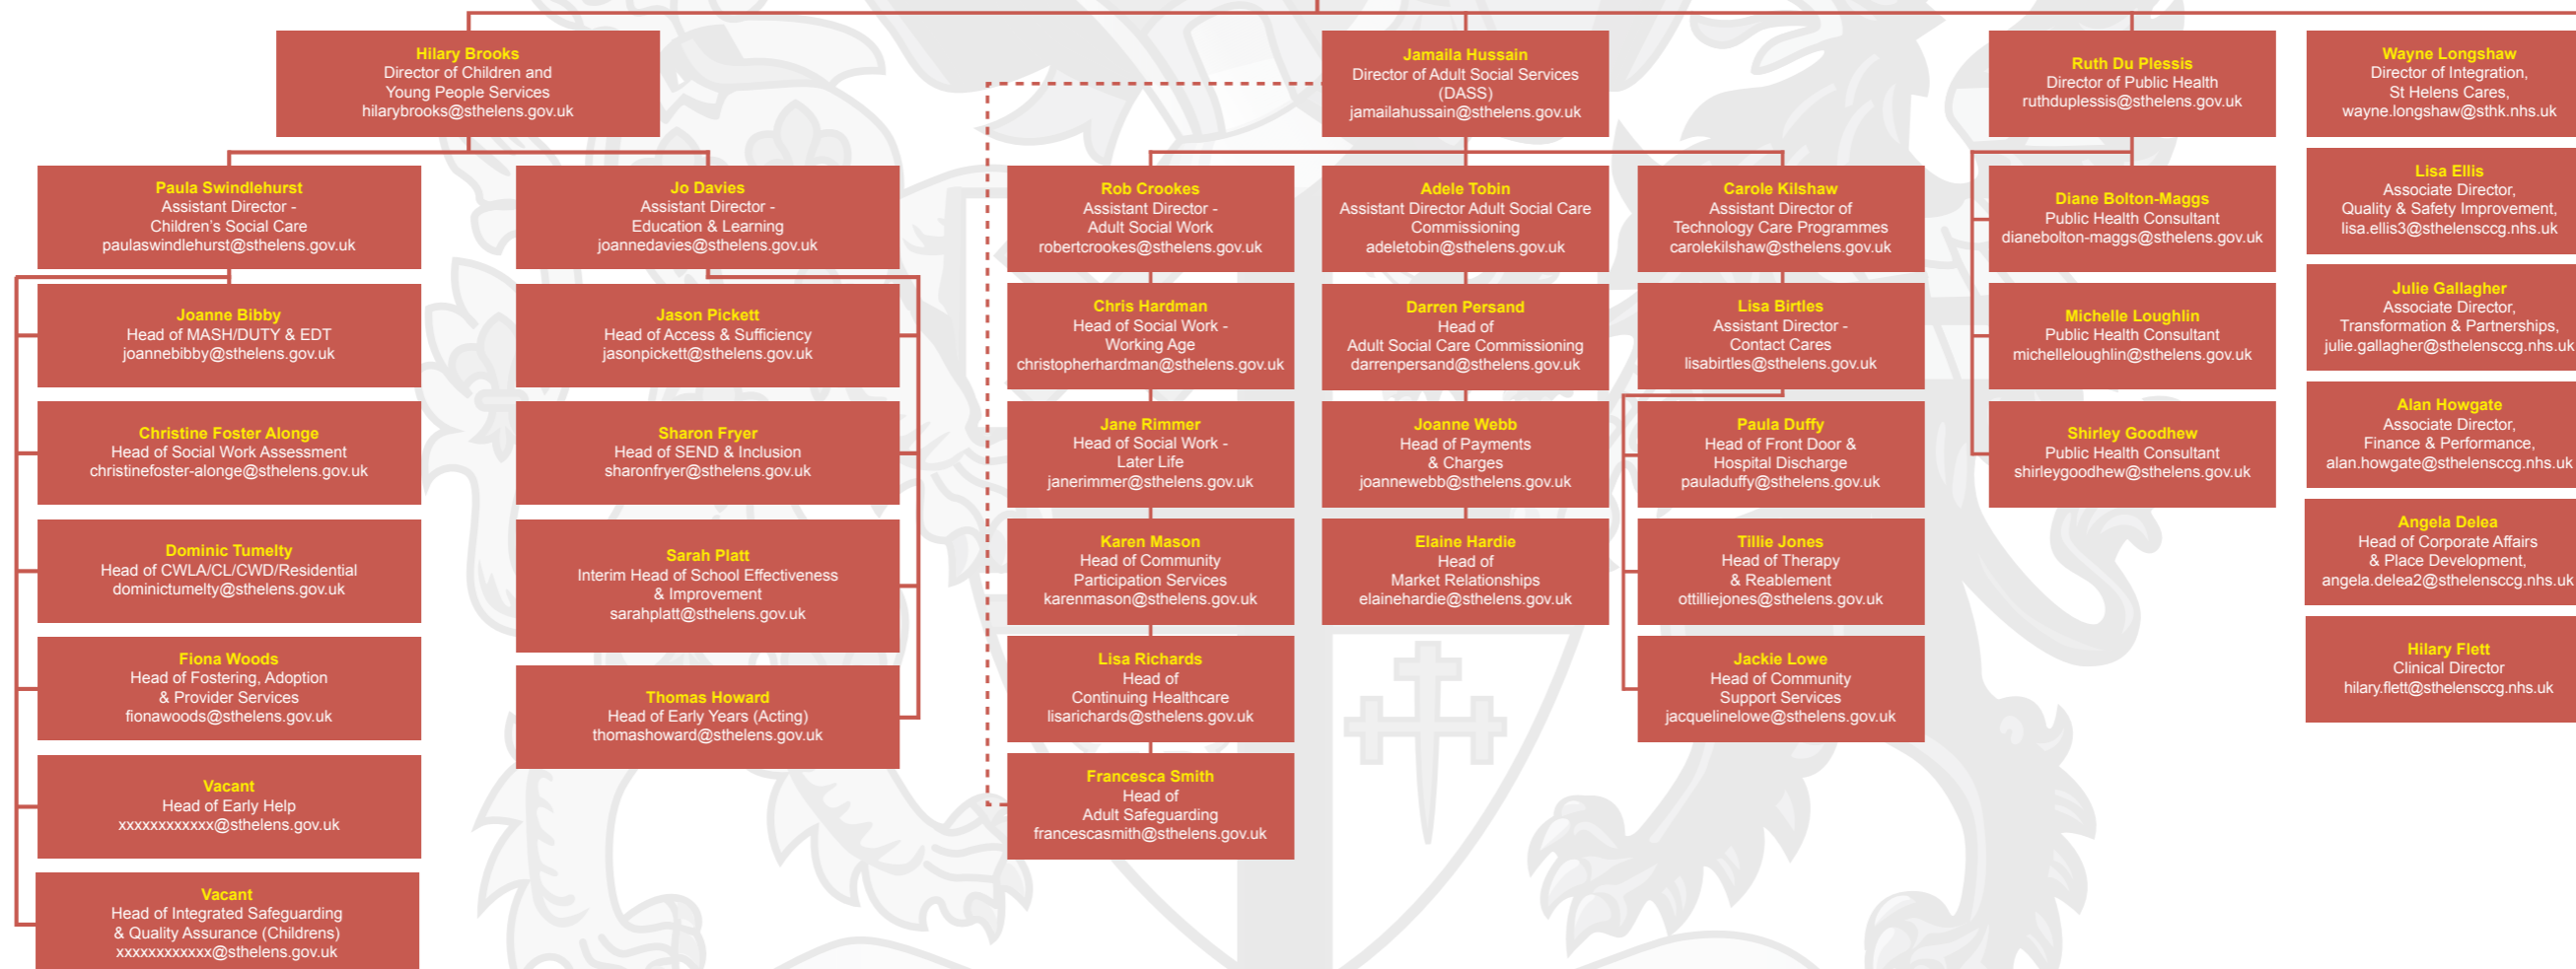 Hilary Brooks
Director of Children and
Young People Services
hilarybrooks@sthelens.gov.uk
Paula Swindlehurst
Assistant Director -
Children's Social Care
paulaswindlehurst@sthelens.gov.uk
Joanne Bibby
Head of MASH/DUTY & EDT
joannebibby@sthelens.gov.uk
Christine Foster Alonge
Head of Social Work Assessment
christinefoster-alonge@sthelens.gov.uk
Dominic Tumelty
Head of CWLA/CL/CWD/Residential
dominictumelty@sthelens.gov.uk
Fiona Woods
Head of Fostering, Adoption
& Provider Services
fionawoods@sthelens.gov.uk
Vacant
Head of Early Help
xxxxxxxxxxxx@sthelens.gov.uk
Vacant
Head of Integrated Safeguarding
& Quality Assurance (Childrens)
xxxxxxxxxxxx@sthelens.gov.uk
Jo Davies
Assistant Director -
Education & Learning
joannedavies@sthelens.gov.uk
Jason Pickett
Head of Access & Sufficiency
jasonpickett@sthelens.gov.uk
Sharon Fryer
Head of SEND & Inclusion
sharonfryer@sthelens.gov.uk
Sarah Platt
Interim Head of School Effectiveness
& Improvement
sarahplatt@sthelens.gov.uk
Thomas Howard
Head of Early Years (Acting)
thomashoward@sthelens.gov.uk
Jamaila Hussain
Director of Adult Social Services
(DASS)
jamailahussain@sthelens.gov.uk
Rob Crookes
Assistant Director -
Adult Social Work
robertcrookes@sthelens.gov.uk
Chris Hardman
Head of Social Work -
Working Age
christopherhardman@sthelens.gov.uk
Jane Rimmer
Head of Social Work -
Later Life
janerimmer@sthelens.gov.uk
Karen Mason
Head of Community
Participation Services
karenmason@sthelens.gov.uk
Lisa Richards
Head of
Continuing Healthcare
lisarichards@sthelens.gov.uk
Francesca Smith
Head of
Adult Safeguarding
francescasmith@sthelens.gov.uk
Adele Tobin
Assistant Director Adult Social Care
Commissioning
adeletobin@sthelens.gov.uk
Darren Persand
Head of
Adult Social Care Commissioning
darrenpersand@sthelens.gov.uk
Joanne Webb
Head of Payments
& Charges
joannewebb@sthelens.gov.uk
Elaine Hardie
Head of
Market Relationships
elainehardie@sthelens.gov.uk
Carole Kilshaw
Assistant Director of
Technology Care Programmes
carolekilshaw@sthelens.gov.uk
Lisa Birtles
Assistant Director -
Contact Cares
lisabirtles@sthelens.gov.uk
Paula Duffy
Head of Front Door &
Hospital Discharge
pauladuffy@sthelens.gov.uk
Tillie Jones
Head of Therapy
& Reablement
ottilliejones@sthelens.gov.uk
Jackie Lowe
Head of Community
Support Services
jacquelinelowe@sthelens.gov.uk
Ruth Du Plessis
Director of Public Health
ruthduplessis@sthelens.gov.uk
Diane Bolton-Maggs
Public Health Consultant
dianebolton-maggs@sthelens.gov.uk
Michelle Loughlin
Public Health Consultant
michelleloughlin@sthelens.gov.uk
Shirley Goodhew
Public Health Consultant
shirleygoodhew@sthelens.gov.uk
Wayne Longshaw
Director of Integration,
St Helens Cares,
wayne.longshaw@sthk.nhs.uk
Lisa Ellis
Associate Director,
Quality & Safety Improvement,
lisa.ellis3@sthelensccg.nhs.uk
Julie Gallagher
Associate Director,
Transformation & Partnerships,
julie.gallagher@sthelensccg.nhs.uk
Alan Howgate
Associate Director,
Finance & Performance,
alan.howgate@sthelensccg.nhs.uk
Angela Delea
Head of Corporate Affairs
& Place Development,
angela.delea2@sthelensccg.nhs.uk
Hilary Flett
Clinical Director
hilary.flett@sthelensccg.nhs.uk